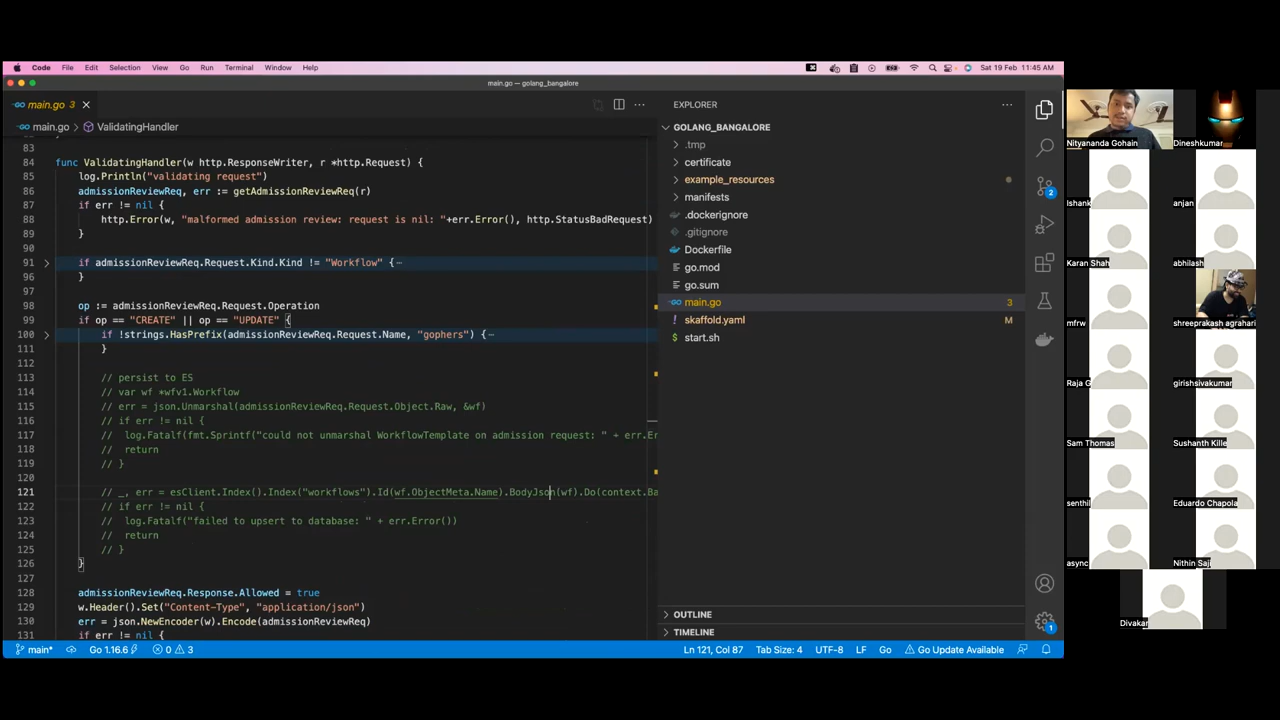 Code File Edit Selection View Go Run Terminal Window Help
Sat 19 Feb 11:45 AM
main.go — golang_bangalore
main.go 3
main.go > ValidatingHandler
83
84 func ValidatingHandler(w http.ResponseWriter, r *http.Request) {
85 log.Println("validating request")
86 admissionReviewReq, err := getAdmissionReviewReq(r)
87 if err != nil {
88 http.Error(w, "malformed admission review: request is nil: "+err.Error(), http.StatusBadRequest)
89 }
90
91 if admissionReviewReq.Request.Kind.Kind != "Workflow" {⋯
96 }
97
98 op := admissionReviewReq.Request.Operation
99 if op == "CREATE" || op == "UPDATE" {
100 if !strings.HasPrefix(admissionReviewReq.Request.Name, "gophers") {⋯
111 }
112
113 // persist to ES
114 // var wf *wfv1.Workflow
115 // err = json.Unmarshal(admissionReviewReq.Request.Object.Raw, &wf)
116 // if err != nil {
117 // log.Fatalf(fmt.Sprintf("could not unmarshal WorkflowTemplate on admission request: " + err.Er
118 // return
119 // }
120
121 // _, err = esClient.Index().Index("workflows").Id(wf.ObjectMeta.Name).BodyJson(wf).Do(context.Ba
122 // if err != nil {
123 // log.Fatalf("failed to upsert to database: " + err.Error())
124 // return
125 // }
126 }
127
128 admissionReviewReq.Response.Allowed = true
129 w.Header().Set("Content-Type", "application/json")
130 err = json.NewEncoder(w).Encode(admissionReviewReq)
131 if err != nil {
EXPLORER
GOLANG_BANGALORE
.tmp
certificate
example_resources
manifests
.dockerignore
.gitignore
Dockerfile
go.mod
go.sum
main.go 3
skaffold.yaml M
start.sh
OUTLINE
TIMELINE
2
1
main* Go 1.16.6 0 3
Ln 121, Col 87 Tab Size: 4 UTF-8 LF Go Go Update Available
Nityananda Gohain
Dineshkumar
Ishank
anjan
Karan Shah
abhilash
mfrw
shreeprakash agrahari
Raja G
girishsivakumar
Sam Thomas
Sushanth Kille
senthil
Eduardo Chapola
async
Nithin Saji
Divakar